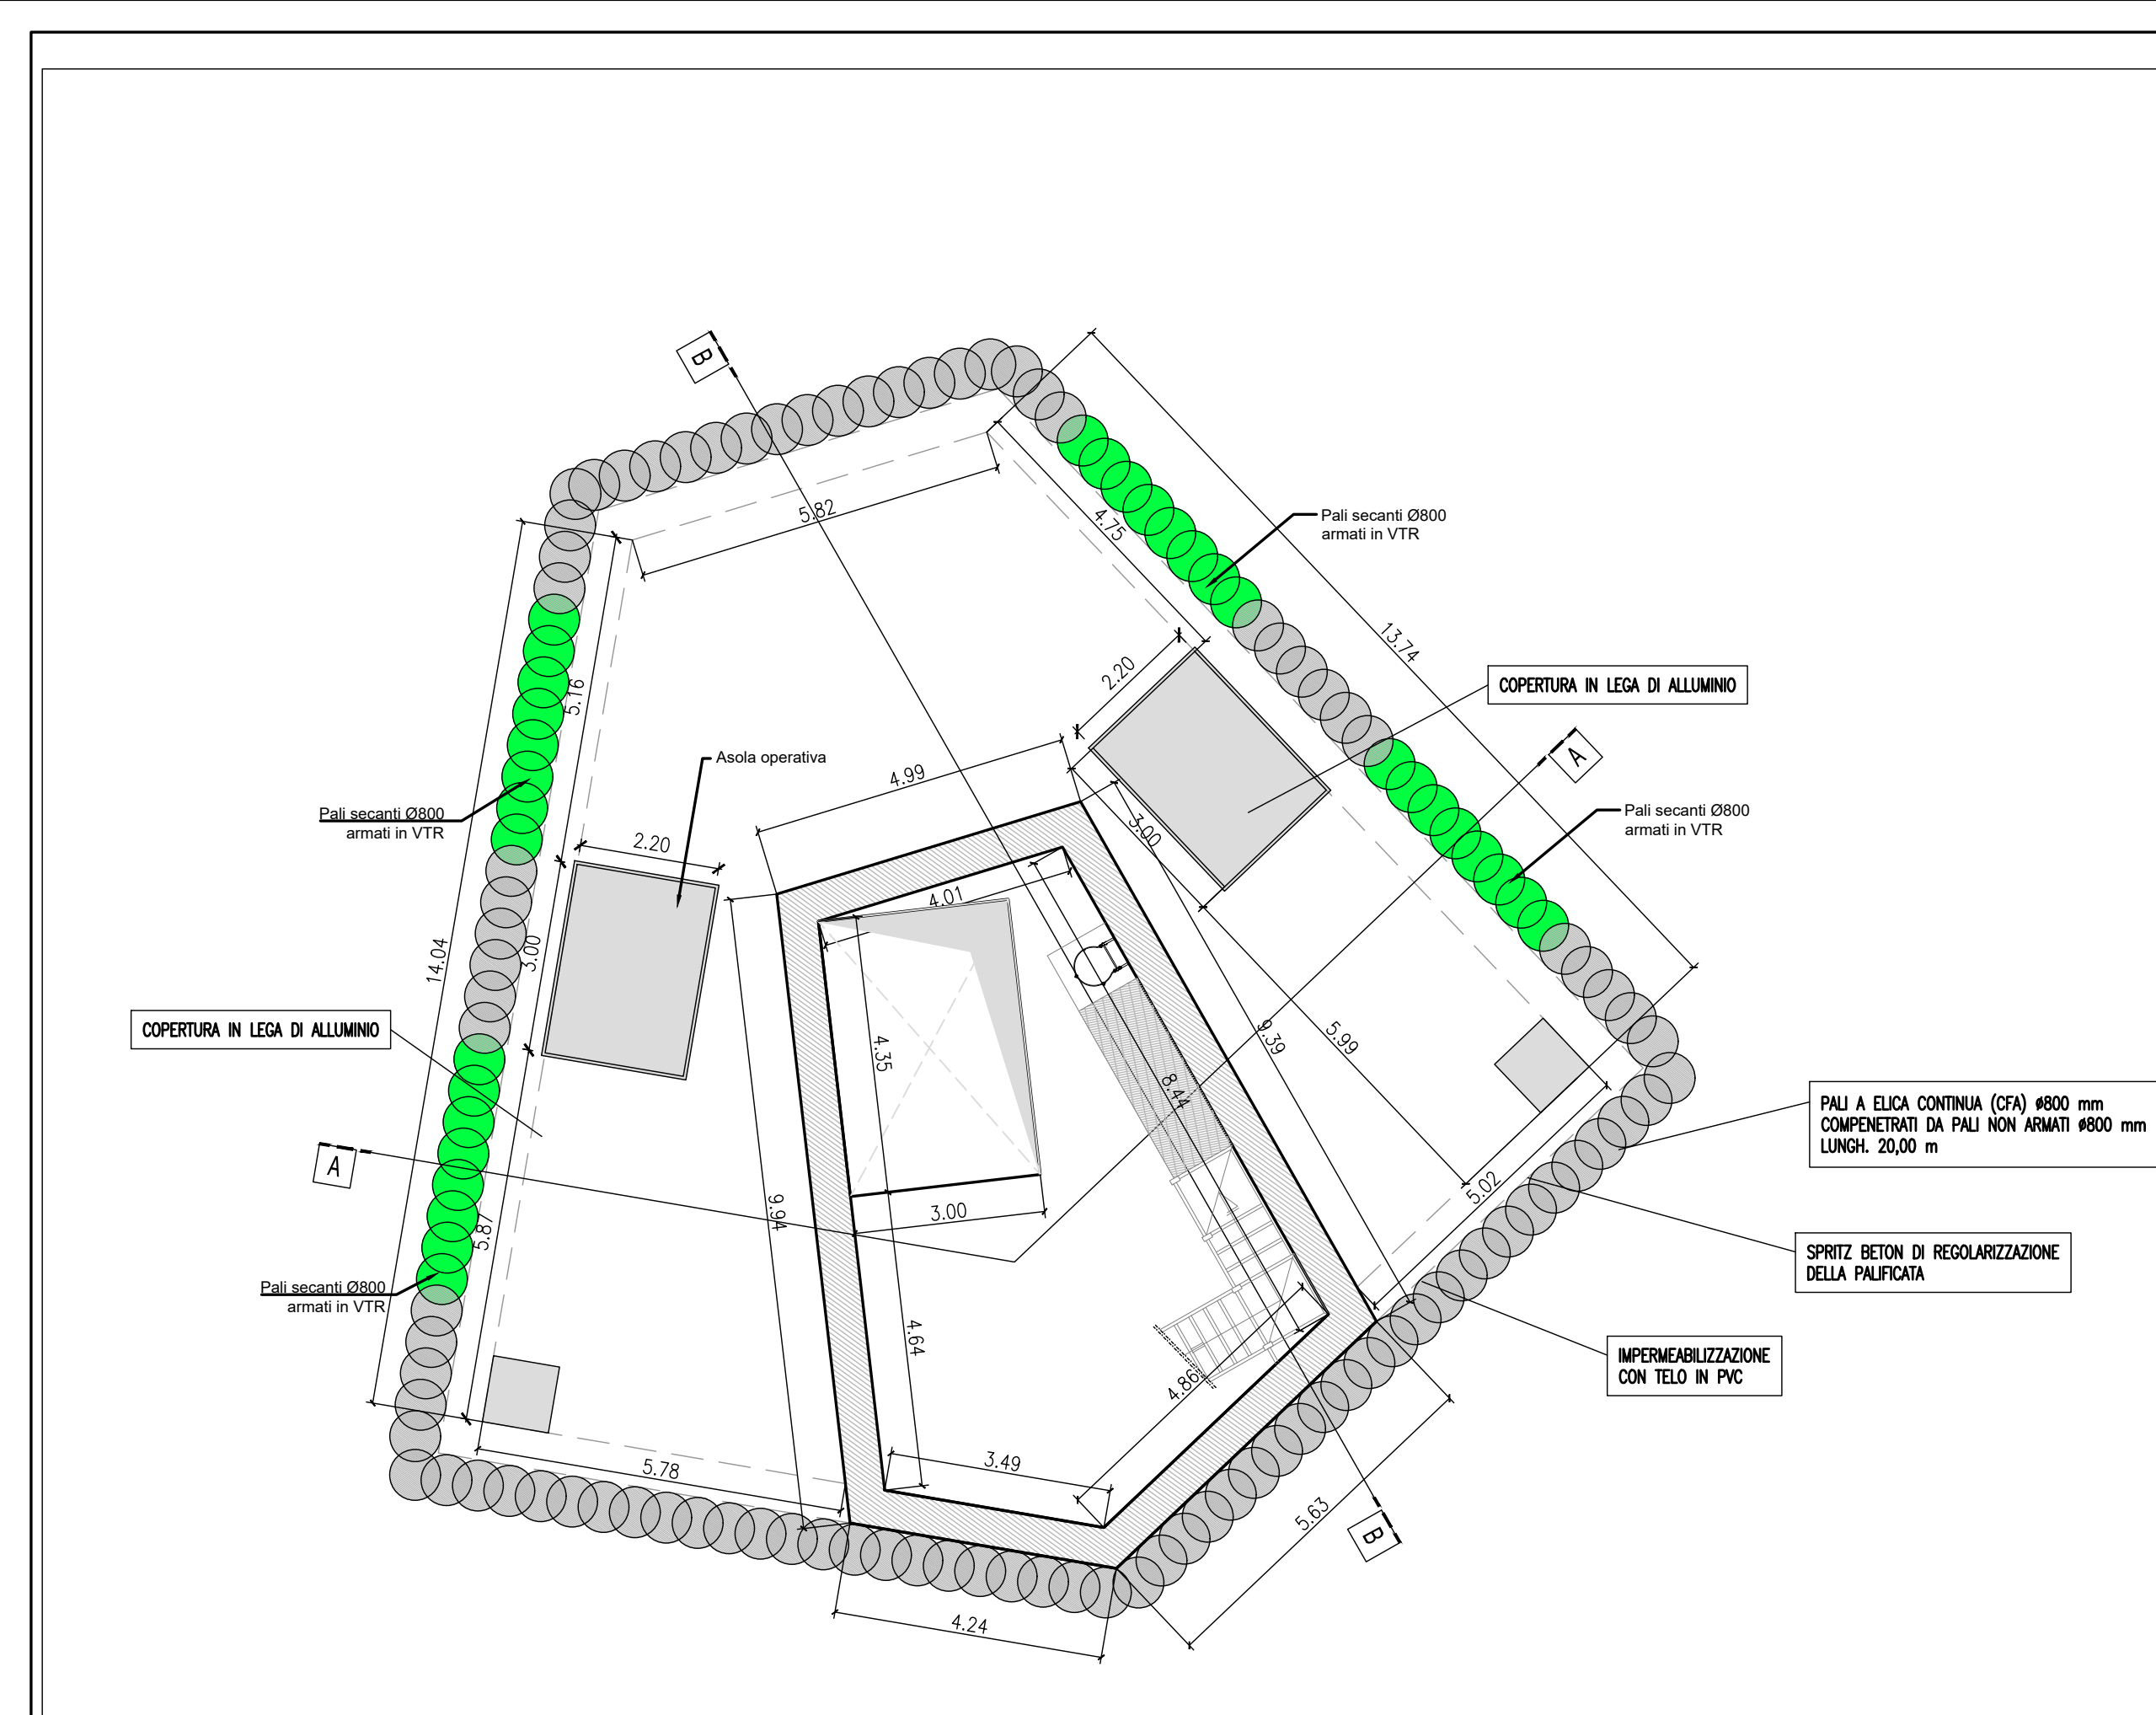 B
5.82
4.75
Pali secanti Ø800
armati in VTR
13.74
2.20
COPERTURA IN LEGA DI ALLUMINIO
5.16
A
Asola operativa
4.99
Pali secanti Ø800
armati in VTR
Pali secanti Ø800
armati in VTR
2.20
3.00
4.01
14.04
3.00
COPERTURA IN LEGA DI ALLUMINIO
4.35
9.39
5.99
8.44
PALI A ELICA CONTINUA (CFA) Ø800 mm
COMPENETRATI DA PALI NON ARMATI Ø800 mm
LUNGH. 20,00 m
A
5.02
9.94
3.00
5.87
SPRITZ BETON DI REGOLARIZZAZIONE
DELLA PALIFICATA
Pali secanti Ø800
armati in VTR
4.64
4.86
IMPERMEABILIZZAZIONE
CON TELO IN PVC
3.49
5.78
5.63
B
4.24